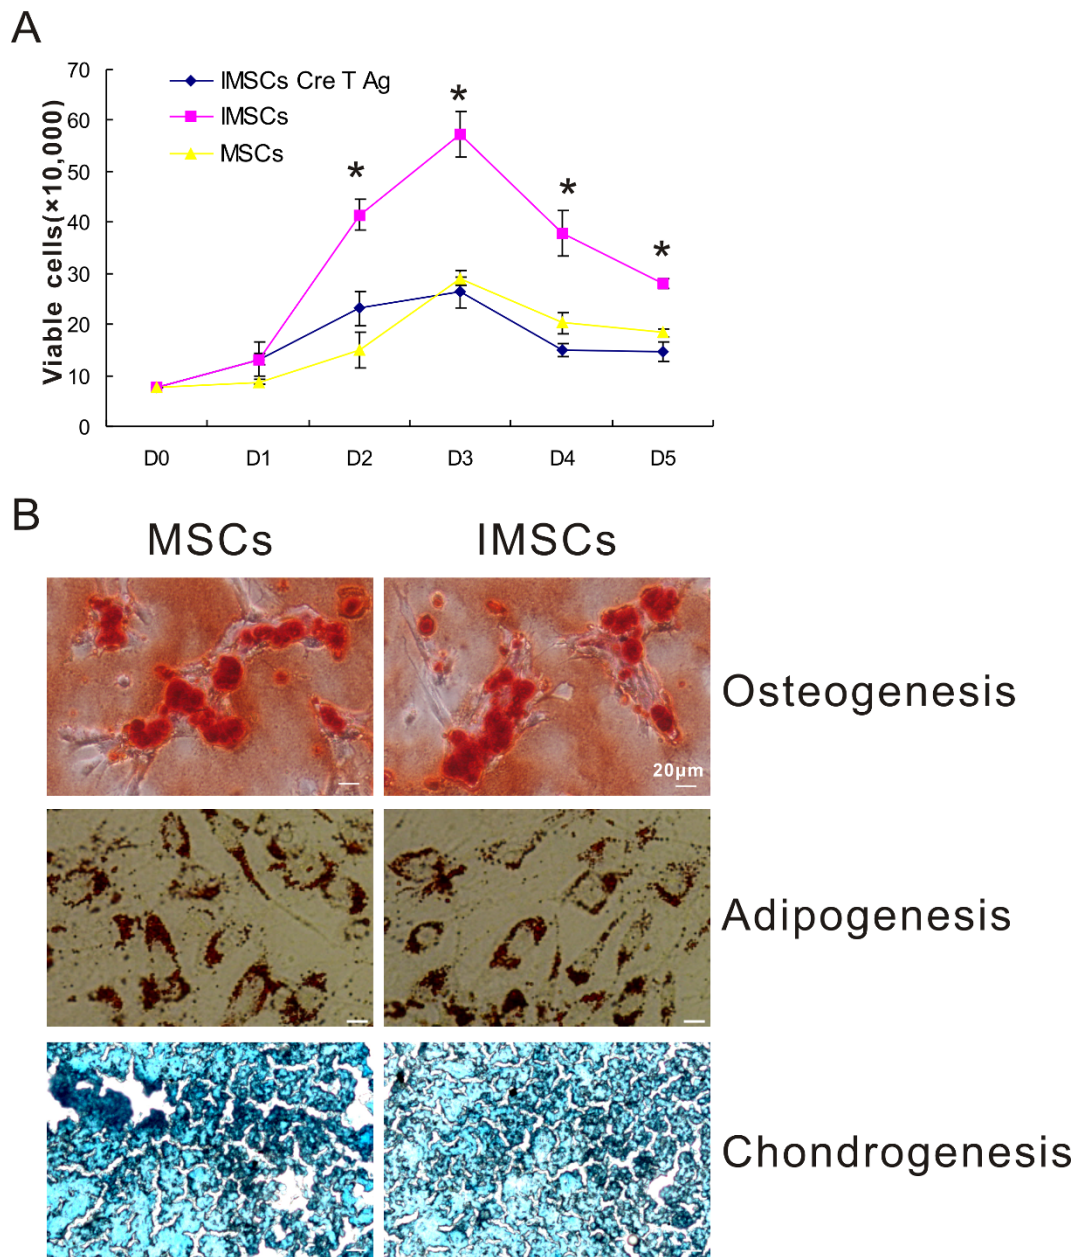 A
70
60
50
40
30
20
10
0
Viable cells(×10,000)
IMSCs Cre T Ag
IMSCs
MSCs
*
*
*
*
D0 D1 D2 D3 D4 D5
B
MSCs IMSCs
Osteogenesis
20μm
Adipogenesis
Chondrogenesis